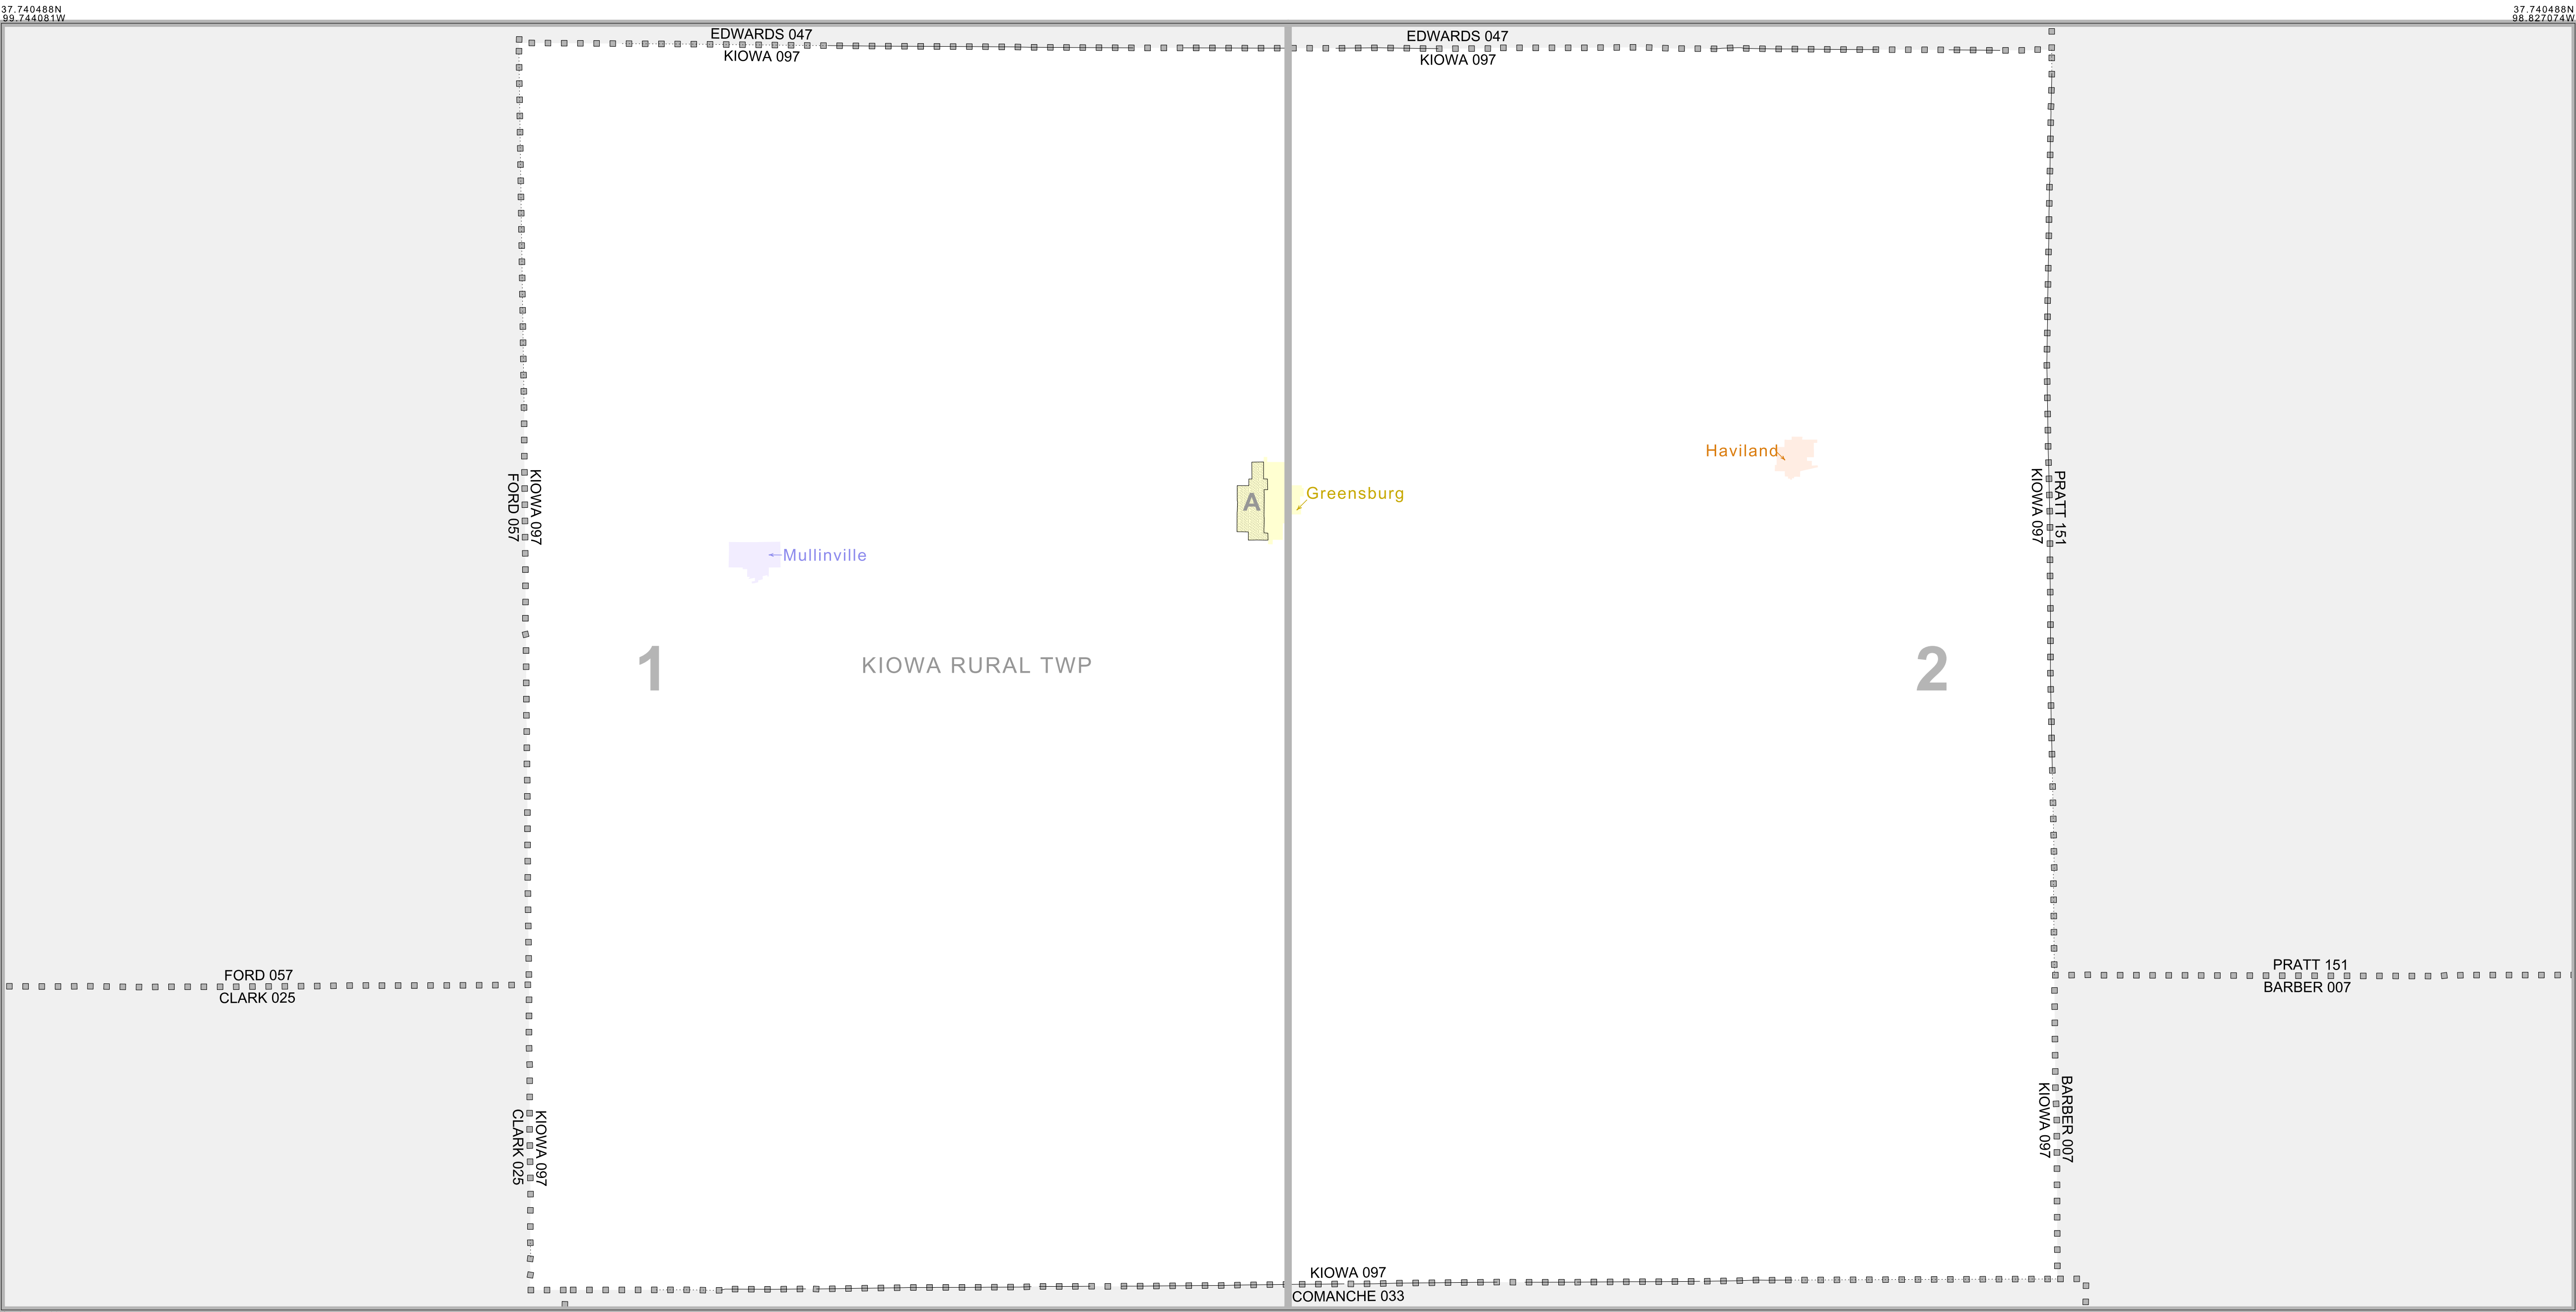 37.740488N
99.744081W
37.740488N
98.827074W
EDWARDS 047
KIOWA 097
EDWARDS 047
KIOWA 097
Haviland
KIOWA 097
FORD 057
A
Greensburg
PRATT 151
KIOWA 097
Mullinville
1
KIOWA RURAL TWP
2
FORD 057
CLARK 025
PRATT 151
BARBER 007
KIOWA 097
CLARK 025
BARBER 007
KIOWA 097
KIOWA 097
COMANCHE 033